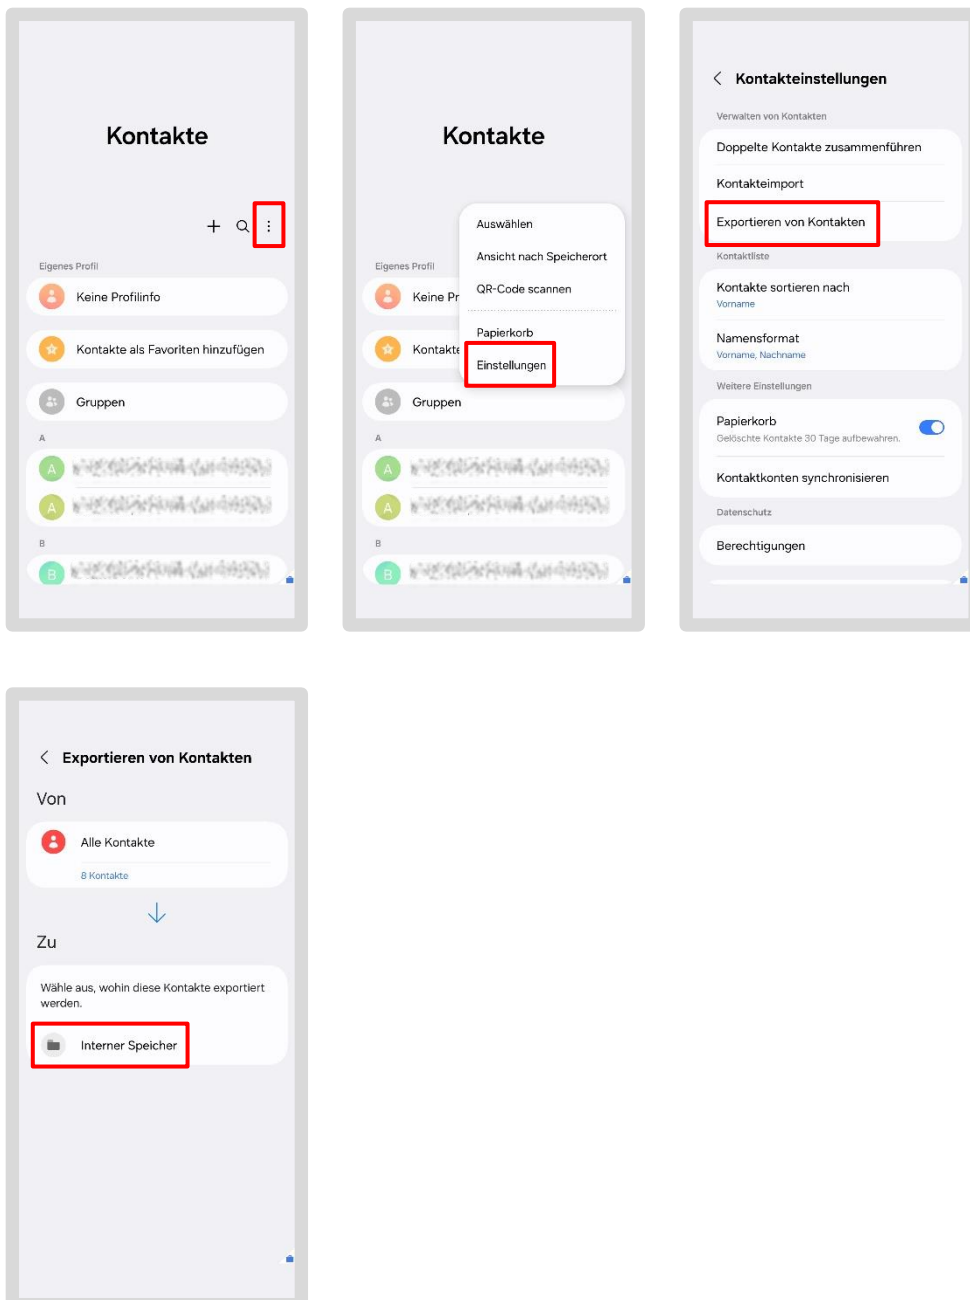 Kontakte
Eigenes Profil
Keine Profilinfo
Kontakte als Favoriten hinzufügen
Gruppen
A
A
A
B
B
Kontakte
Auswählen
Ansicht nach Speicherort
QR-Code scannen
Papierkorb
Einstellungen
Eigenes Profil
Keine Pr
Kontakte
Gruppen
A
A
A
B
B
Kontakteinstellungen
Verwalten von Kontakten
Doppelte Kontakte zusammenführen
Kontakteimport
Exportieren von Kontakten
Kontaktliste
Kontakte sortieren nach
Vorname
Namensformat
Vorname, Nachname
Weitere Einstellungen
Papierkorb
Gelöschte Kontakte 30 Tage aufbewahren.
Kontaktkonten synchronisieren
Datenschutz
Berechtigungen
Exportieren von Kontakten
Von
Alle Kontakte
8 Kontakte
Zu
Wähle aus, wohin diese Kontakte exportiert
werden.
Interner Speicher